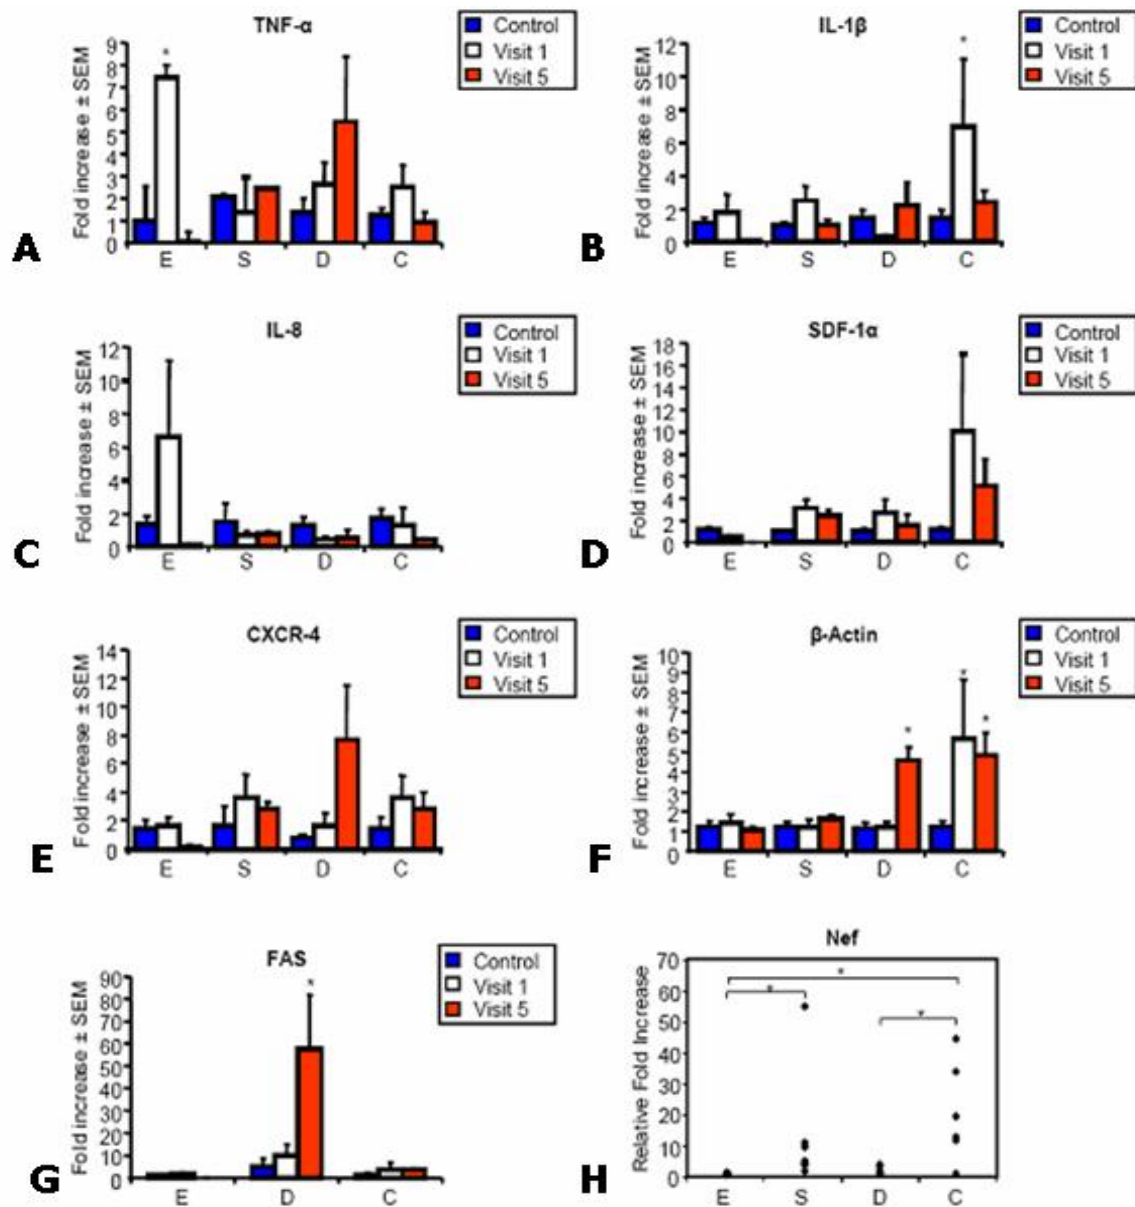 TNF-α
Control
Visit 1
Visit 5
Fold increase ± SEM
9
8
7
6
5
4
3
2
1
0
*
E S D C
A
IL-1β
Control
Visit 1
Visit 5
Fold increase ± SEM
12
10
8
6
4
2
0
*
E S D C
B
IL-8
Control
Visit 1
Visit 5
Fold increase ± SEM
12
10
8
6
4
2
0
E S D C
C
SDF-1α
Control
Visit 1
Visit 5
Fold increase ± SEM
18
16
14
12
10
8
6
4
2
0
E S D C
D
CXCR-4
Control
Visit 1
Visit 5
Fold increase ± SEM
14
12
10
8
6
4
2
0
E S D C
E
β-Actin
Control
Visit 1
Visit 5
Fold increase ± SEM
10
9
8
7
6
5
4
3
2
1
0
* * *
E S D C
F
FAS
Control
Visit 1
Visit 5
Fold increase ± SEM
90
80
70
60
50
40
30
20
10
0
*
E D C
G
Nef
Relative Fold Increase
70
60
50
40
30
20
10
0
* * *
E S D C
H